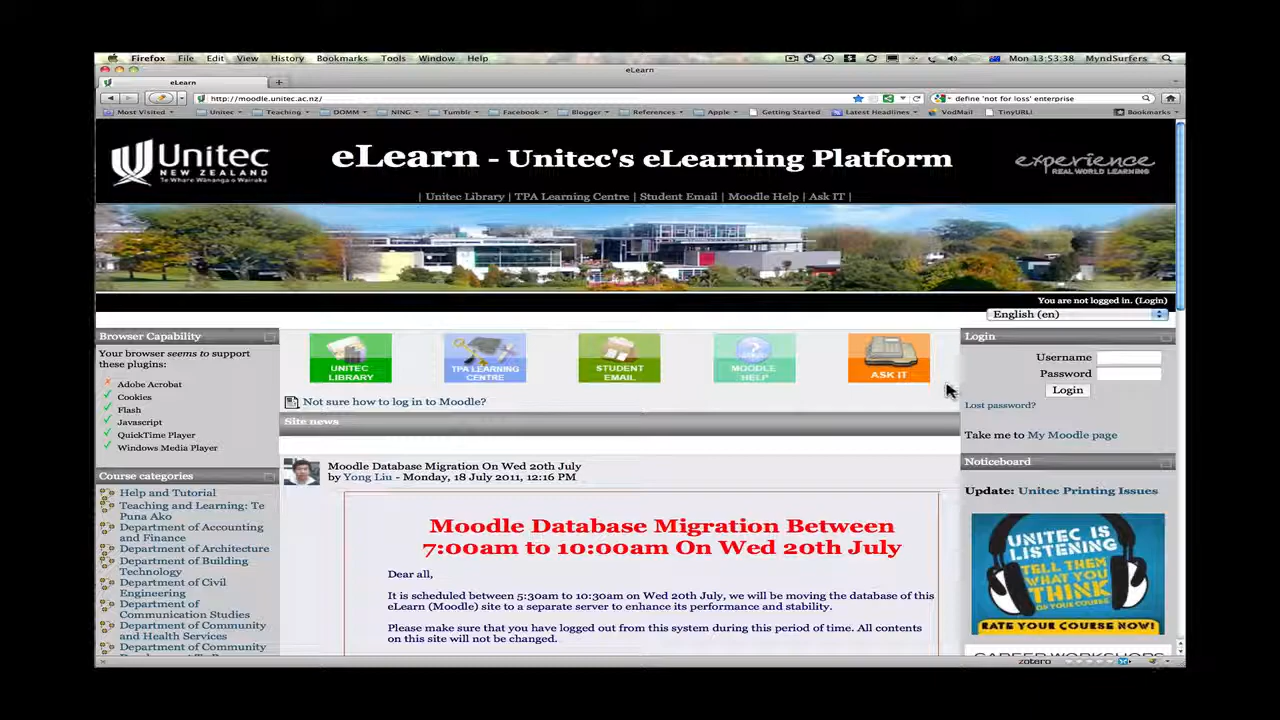 Firefox File Edit View History Bookmarks Tools Window Help Mon 13:53:38 MyndSurfers
eLearn
eLearn
http://moodle.unitec.ac.nz/
define 'not for loss' enterprise
Most Visited Unitec Teaching DOMM NING Tumblr Facebook Blogger References Apple Getting Started Latest Headlines VodMail TinyURL! Bookmarks
Unitec
NEW ZEALAND
Te Whare Wānanga o Wairaka
eLearn - Unitec's eLearning Platform
experience
REAL WORLD LEARNING
| Unitec Library | TPA Learning Centre | Student Email | Moodle Help | Ask IT |
You are not logged in. (Login)
English (en)
Browser Capability
Your browser seems to support
these plugins:
Adobe Acrobat
Cookies
Flash
Javascript
QuickTime Player
Windows Media Player
Course categories
Help and Tutorial
Teaching and Learning: Te
Puna Ako
Department of Accounting
and Finance
Department of Architecture
Department of Building
Technology
Department of Civil
Engineering
Department of
Communication Studies
Department of Community
and Health Services
Department of Community
UNITEC
LIBRARY
TPA LEARNING
CENTRE
STUDENT
EMAIL
MOODLE
HELP
ASK IT
Not sure how to log in to Moodle?
Site news
Moodle Database Migration On Wed 20th July
by Yong Liu - Monday, 18 July 2011, 12:16 PM
Moodle Database Migration Between
7:00am to 10:00am On Wed 20th July
Dear all,
It is scheduled between 5:30am to 10:30am on Wed 20th July, we will be moving the database of this
eLearn (Moodle) site to a separate server to enhance its performance and stability.
Please make sure that you have logged out from this system during this period of time. All contents
on this site will not be changed.
Login
Username
Password
Login
Lost password?
Take me to My Moodle page
Noticeboard
Update: Unitec Printing Issues
UNITEC IS
LISTENING
TELL THEM
WHAT YOU
THINK
OF YOUR COURSE
RATE YOUR COURSE NOW!
CAREER WORKSHOPS
zotero